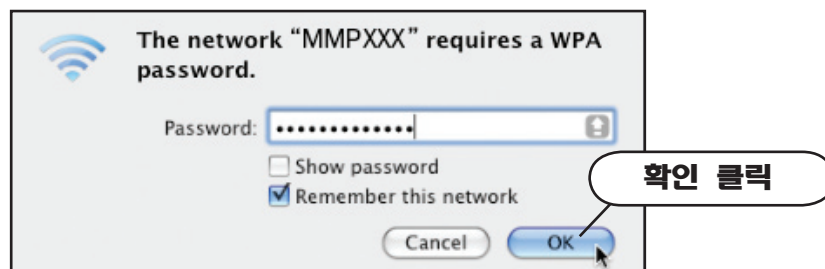 The network “MMPXXX” requires a WPA
password.
Password: •••••••••••••
Show password
Remember this network
확인 클릭
Cancel OK